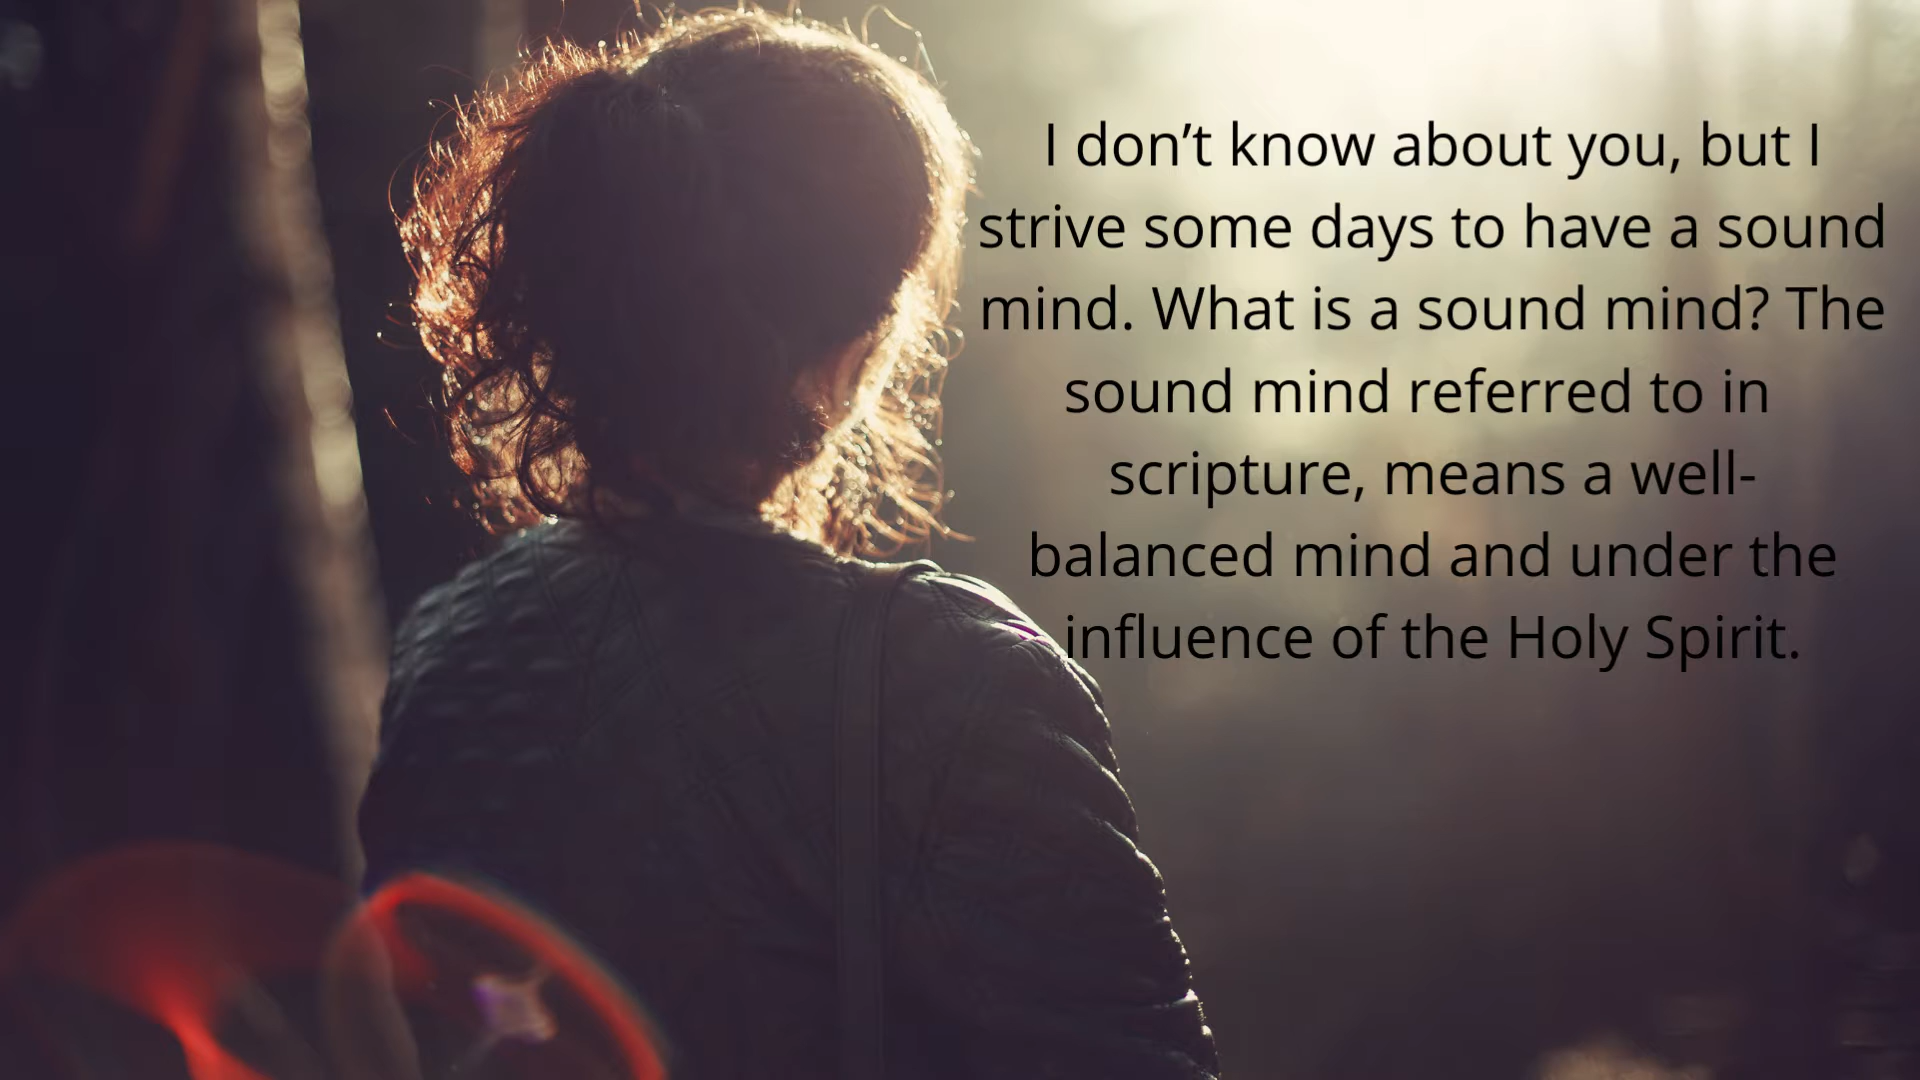 I don’t know about you, but I
strive some days to have a sound
mind. What is a sound mind? The
sound mind referred to in
scripture, means a well-
balanced mind and under the
influence of the Holy Spirit.